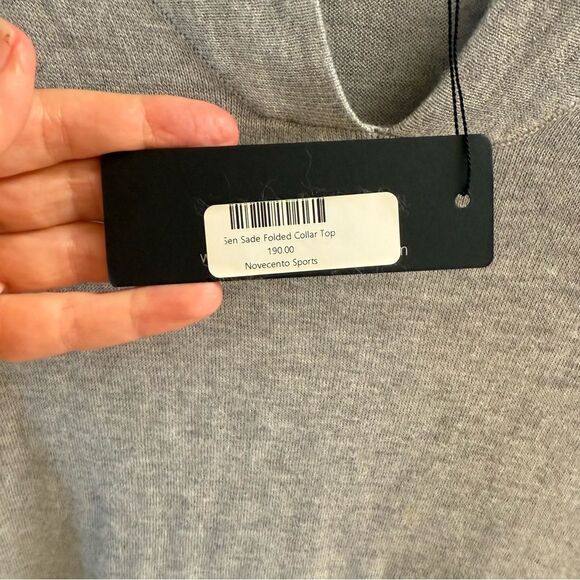 Sen Sade Folded Collar Top
190.00
Novecento Sports